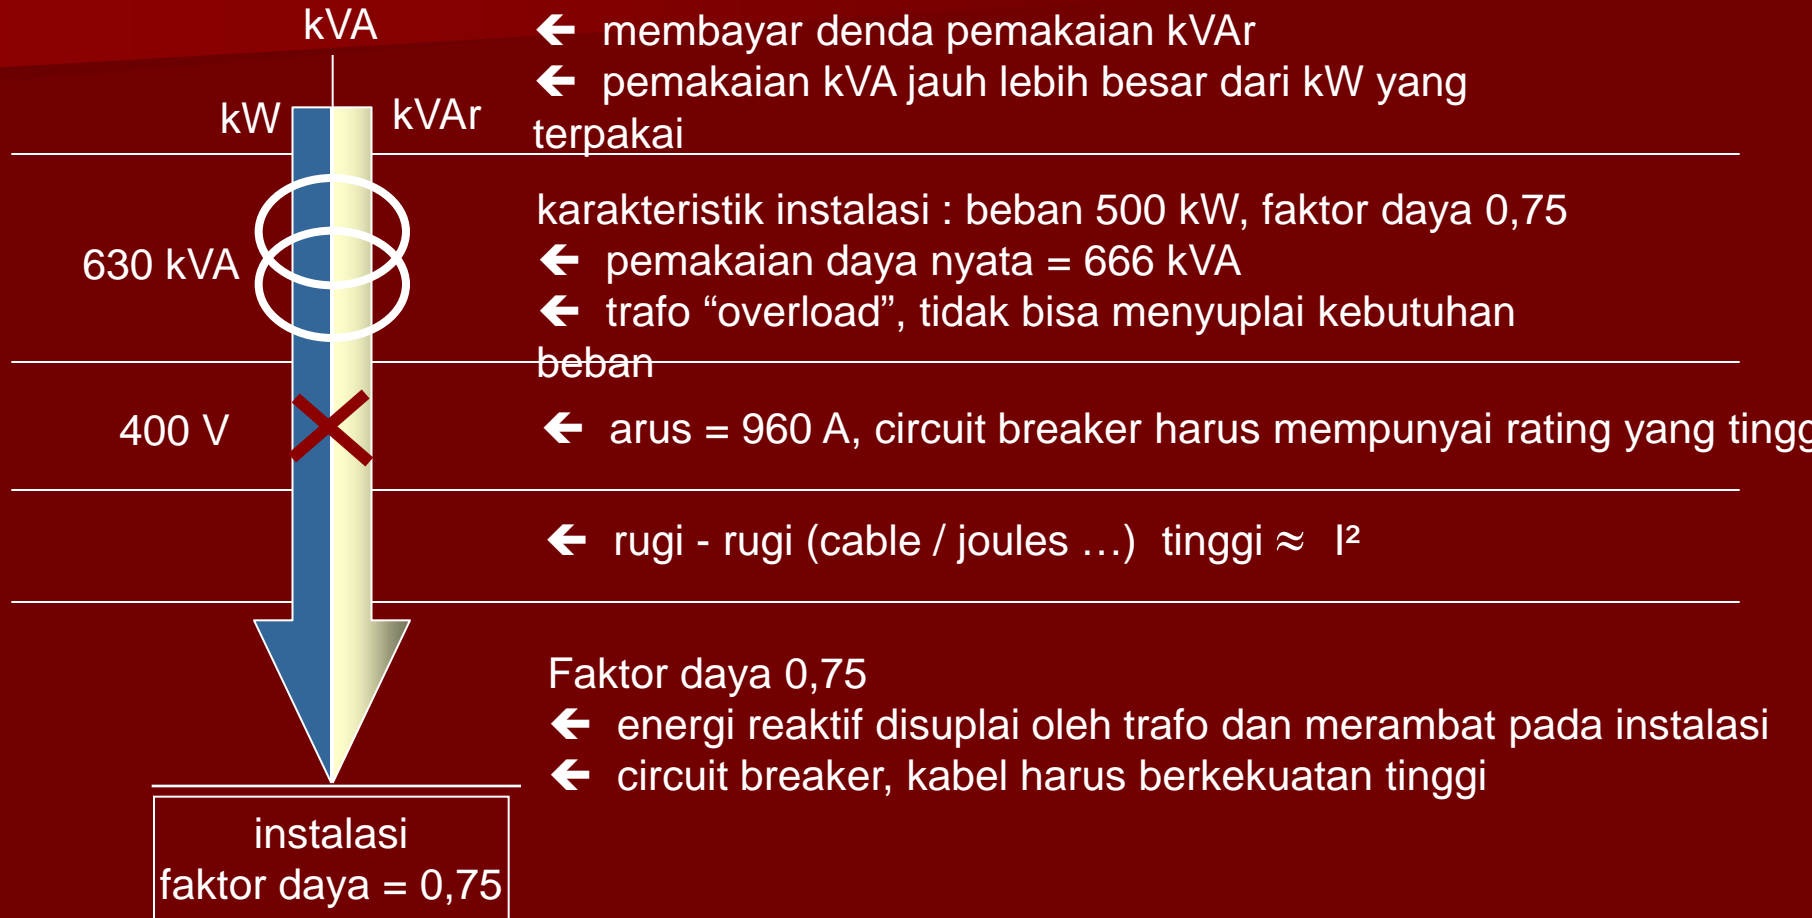 kVA
kW
kVAr
🡸 membayar denda pemakaian kVAr
🡸 pemakaian kVA jauh lebih besar dari kW yang
terpakai
630 kVA
karakteristik instalasi : beban 500 kW, faktor daya 0,75
🡸 pemakaian daya nyata = 666 kVA
🡸 trafo “overload”, tidak bisa menyuplai kebutuhan
beban
400 V
🡸 arus = 960 A, circuit breaker harus mempunyai rating yang tingg
🡸 rugi - rugi (cable / joules …) tinggi ≈ I²
Faktor daya 0,75
🡸 energi reaktif disuplai oleh trafo dan merambat pada instalasi
🡸 circuit breaker, kabel harus berkekuatan tinggi
instalasi
faktor daya = 0,75